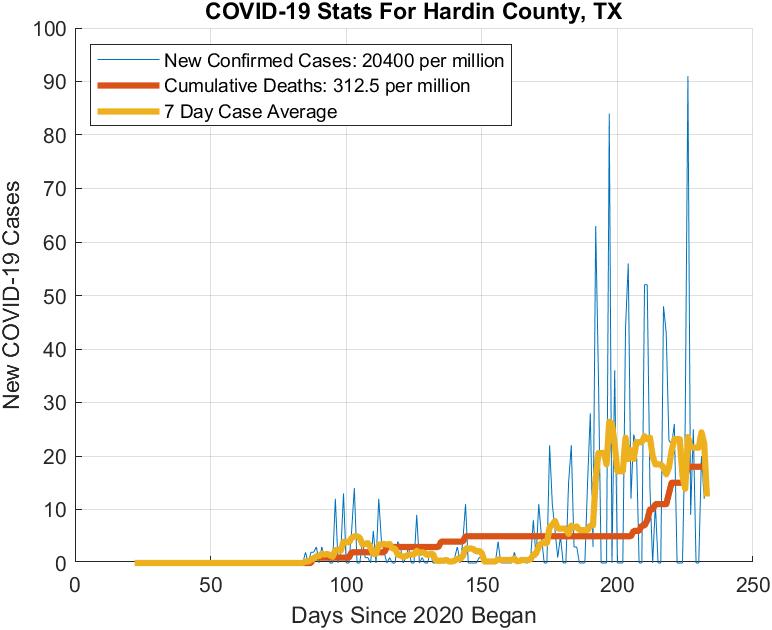 COVID-19 Stats For Hardin County, TX
New Confirmed Cases: 20400 per million
Cumulative Deaths: 312.5 per million
7 Day Case Average
New COVID-19 Cases
100
90
80
70
60
50
40
30
20
10
0
0 50 100 150 200 250
Days Since 2020 Began